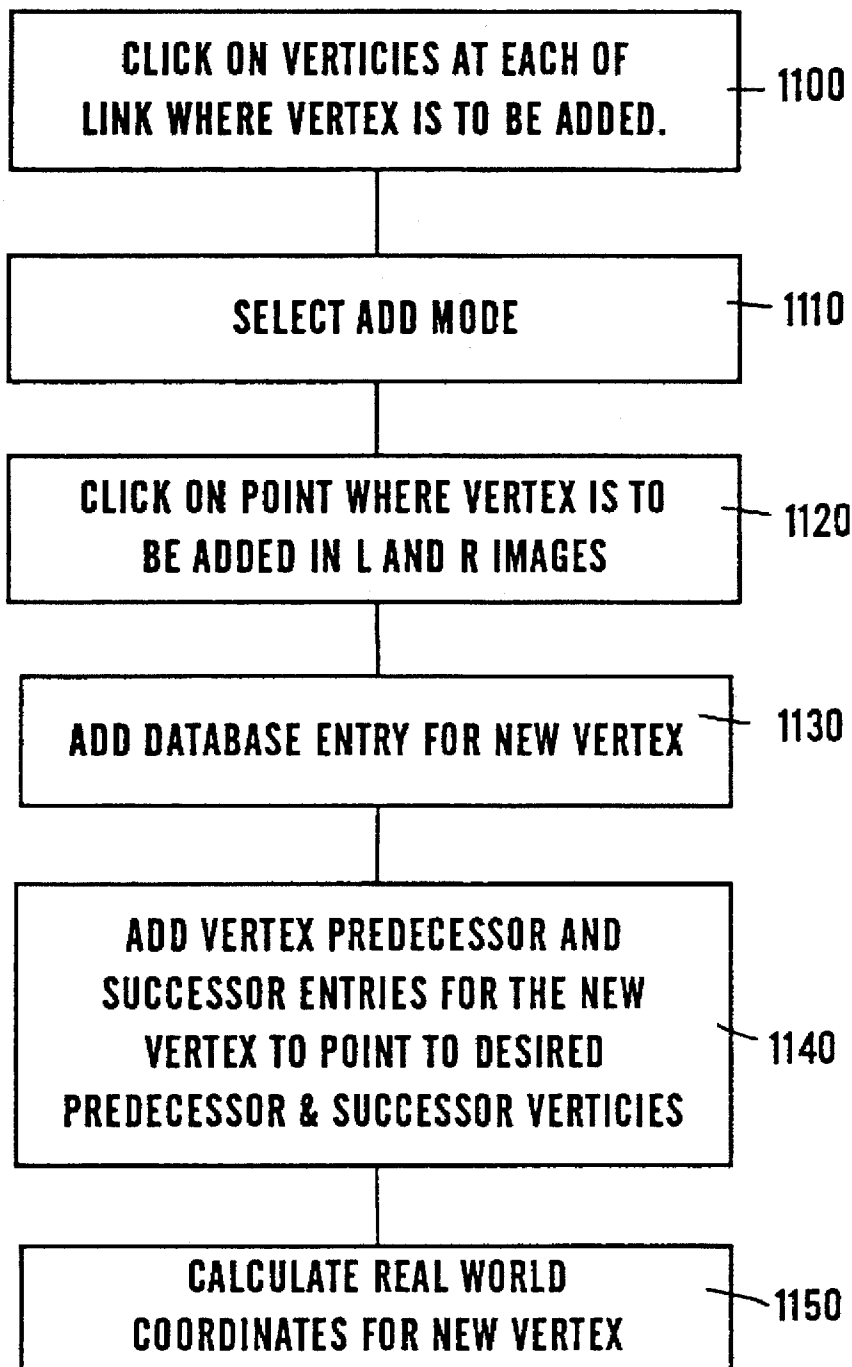 CLICK ON VERTICIES AT EACH OF
LINK WHERE VERTEX IS TO BE ADDED.
1100
SELECT ADD MODE
1110
CLICK ON POINT WHERE VERTEX IS TO
BE ADDED IN L AND R IMAGES
1120
ADD DATABASE ENTRY FOR NEW VERTEX
1130
ADD VERTEX PREDECESSOR AND
SUCCESSOR ENTRIES FOR THE NEW
VERTEX TO POINT TO DESIRED
PREDECESSOR & SUCCESSOR VERTICIES
1140
CALCULATE REAL WORLD
COORDINATES FOR NEW VERTEX
1150